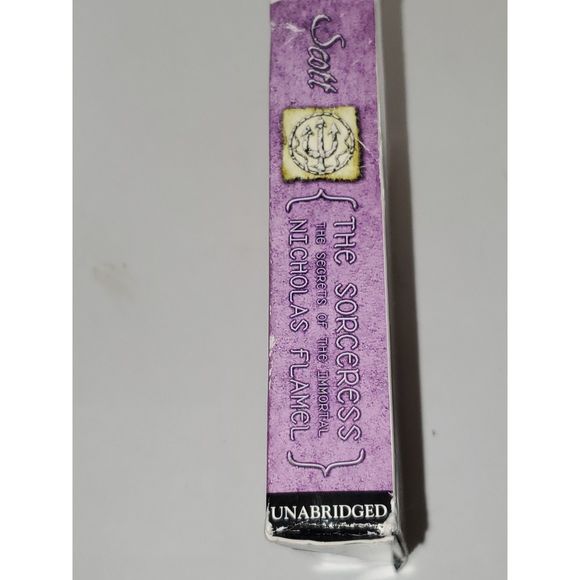 Scott
{ THE SORCERESS
THE SECRETS OF THE IMMORTAL
NICHOLAS FLAMEL }
UNABRIDGED